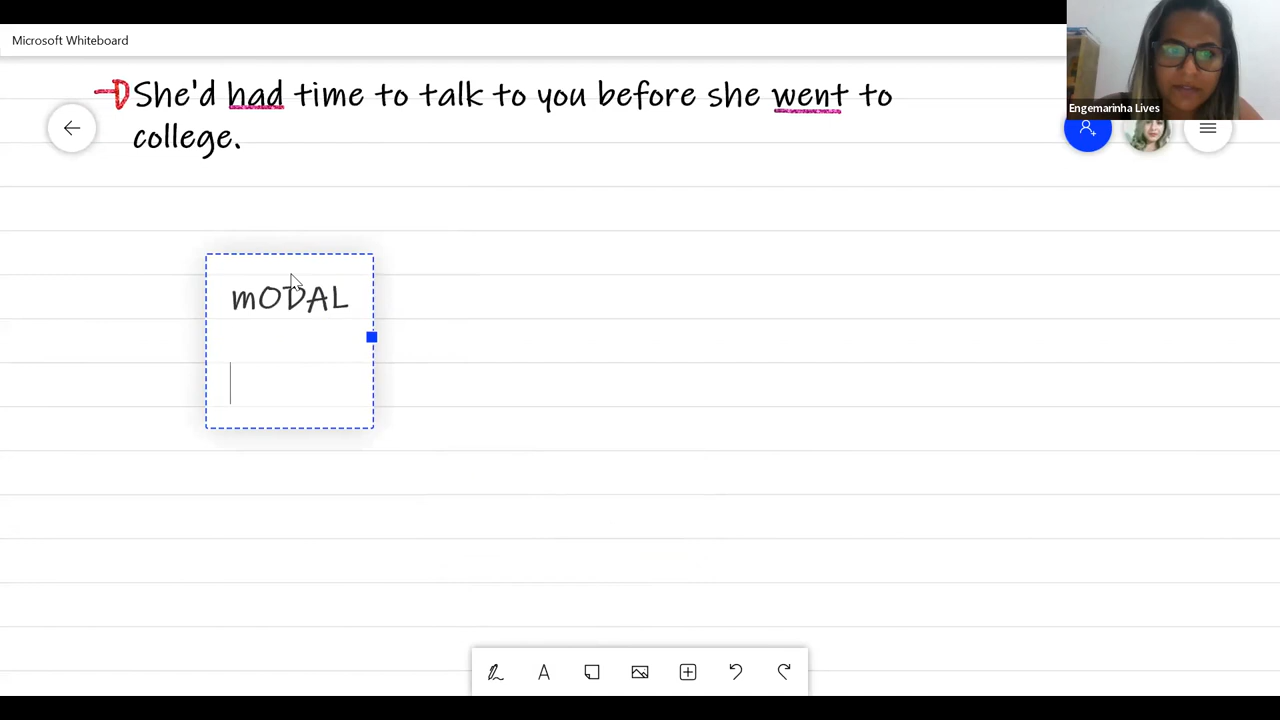 Microsoft Whiteboard
She'd had time to talk to you before she went to
college.
Engemarinha Lives
mODAL